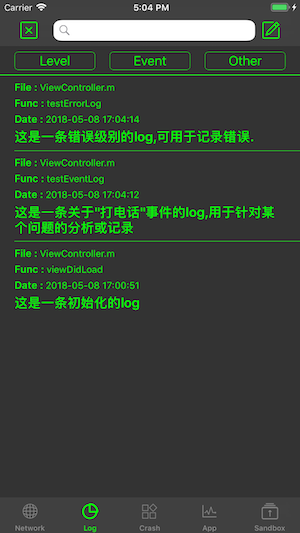 Carrier 5:04 PM
Level Event Other
File : ViewController.m
Func : testErrorLog
Date : 2018-05-08 17:04:14
这是一条错误级别的log,可用于记录错误.
File : ViewController.m
Func : testEventLog
Date : 2018-05-08 17:04:12
这是一条关于"打电话"事件的log,用于针对某
个问题的分析或记录
File : ViewController.m
Func : viewDidLoad
Date : 2018-05-08 17:00:51
这是一条初始化的log
Network Log Crash App Sandbox